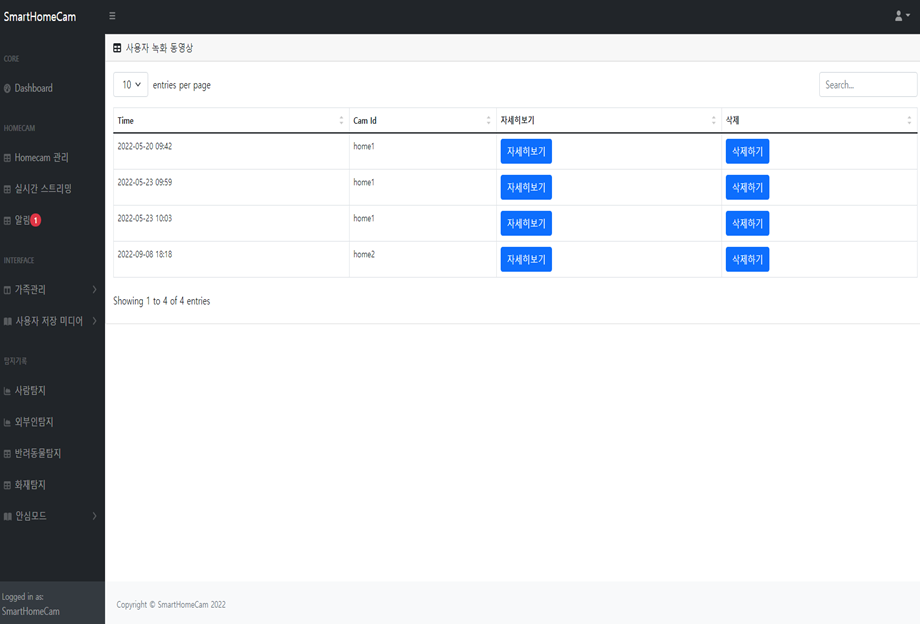 SmartHomeCam
CORE
Dashboard
HOMECAM
Homecam 관리
실시간 스트리밍
알림 1
INTERFACE
가족관리
사용자 저장 미디어
탐지기록
사람탐지
외부인탐지
반려동물탐지
화재탐지
안심모드
Logged in as:
SmartHomeCam
사용자 녹화 동영상
10 entries per page
Search...
Time Cam Id 자세히보기 삭제
2022-05-20 09:42 home1 자세히보기 삭제하기
2022-05-23 09:59 home1 자세히보기 삭제하기
2022-05-23 10:03 home1 자세히보기 삭제하기
2022-09-08 18:18 home2 자세히보기 삭제하기
Showing 1 to 4 of 4 entries
Copyright © SmartHomeCam 2022